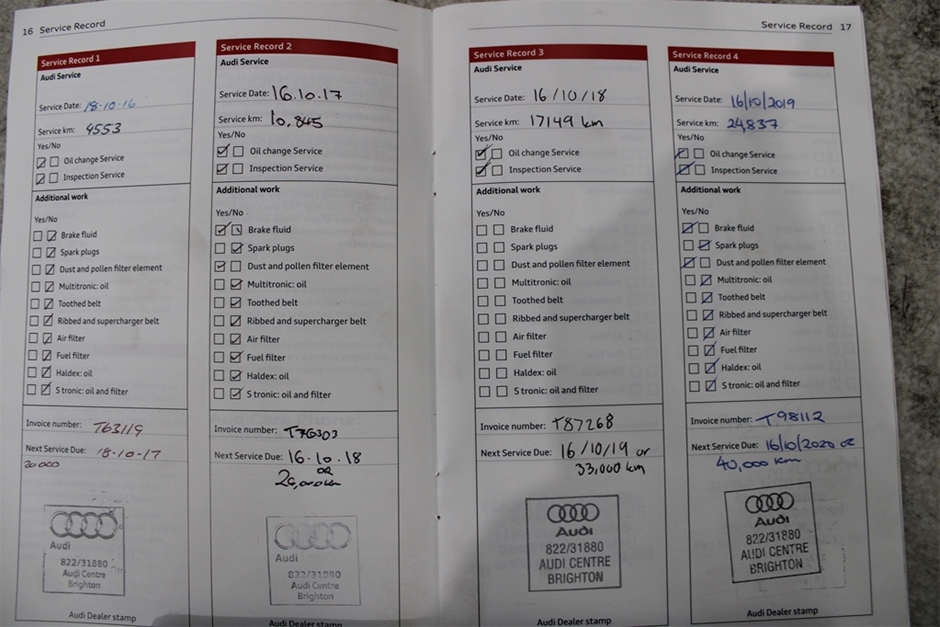 16 Service Record
Service Record 1
Audi Service
Service Date: 18-10-16
Service km: 9553
Yes/No
Oil change Service
Inspection Service
Additional work
Yes/No
Brake fluid
Spark plugs
Dust and pollen filter element
Multitronic: oil
Toothed belt
Ribbed and supercharger belt
Air filter
Fuel filter
Haldex: oil
S tronic: oil and filter
Invoice number: T63119
Next Service Due: 18-10-17
20000
Audi
822/31880
Audi Centre
Brighton
Service Record 2
Audi Service
Service Date: 16.10.17
Service km: 10,845
Yes/No
Oil change Service
Inspection Service
Additional work
Yes/No
Brake fluid
Spark plugs
Dust and pollen filter element
Multitronic: oil
Toothed belt
Ribbed and supercharger belt
Air filter
Fuel filter
Haldex: oil
S tronic: oil and filter
Invoice number: T76303
Next Service Due: 16.10.18
OR
20,000km
Audi
822/31880
Audi Centre
Brighton
Audi Dealer stamp
Service Record 17
Service Record 3
Audi Service
Service Date: 16/10/18
Service km: 17149 km
Yes/No
Oil change Service
Inspection Service
Additional work
Yes/No
Brake fluid
Spark plugs
Dust and pollen filter element
Multitronic: oil
Toothed belt
Ribbed and supercharger belt
Air filter
Fuel filter
Haldex: oil
S tronic: oil and filter
Invoice number: T87268
Next Service Due: 16/10/19 or
33,000 km
Audi
822/31880
AUDI CENTRE
BRIGHTON
Audi Dealer stamp
Service Record 4
Audi Service
Service Date: 16/10/2019
Service km: 24,837
Yes/No
Oil change Service
Inspection Service
Additional work
Yes/No
Brake fluid
Spark plugs
Dust and pollen filter element
Multitronic: oil
Toothed belt
Ribbed and supercharger belt
Air filter
Fuel filter
Haldex: oil
S tronic: oil and filter
Invoice number: T98112
Next Service Due: 16/10/2020 or
40,000 km
Audi
822/31880
AUDI CENTRE
BRIGHTON
Audi Dealer stamp